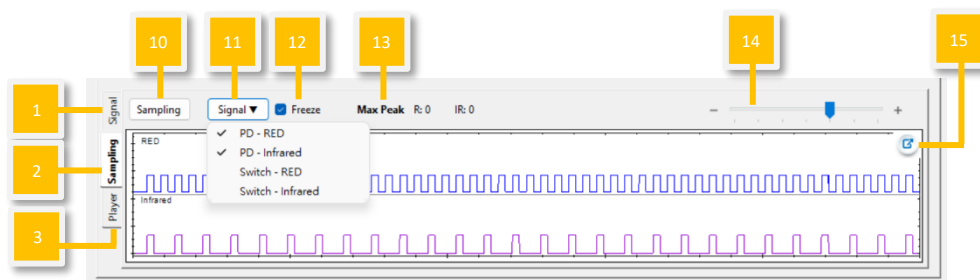 10
11
12
13
14
15
1
Signal
Sampling
Signal ▼
Freeze
Max Peak R: 0 IR: 0
- +
2
Sampling
✓ PD - RED
✓ PD - Infrared
Switch - RED
Switch - Infrared
RED
Infrared
3
Player